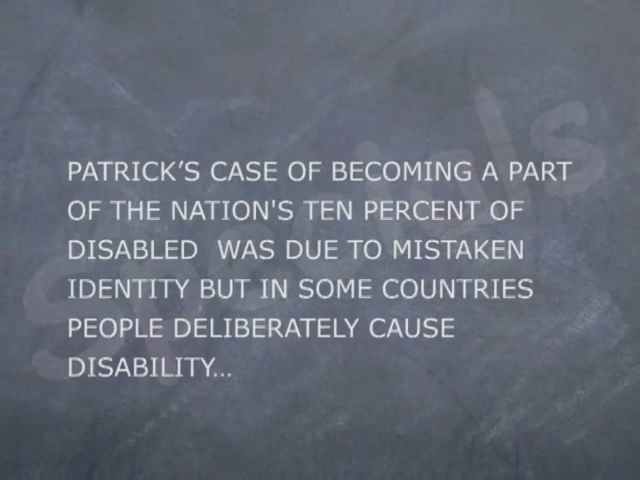 PATRICK’S CASE OF BECOMING A PART
OF THE NATION'S TEN PERCENT OF
DISABLED  WAS DUE TO MISTAKEN
IDENTITY BUT IN SOME COUNTRIES
PEOPLE DELIBERATELY CAUSE
DISABILITY…
specials